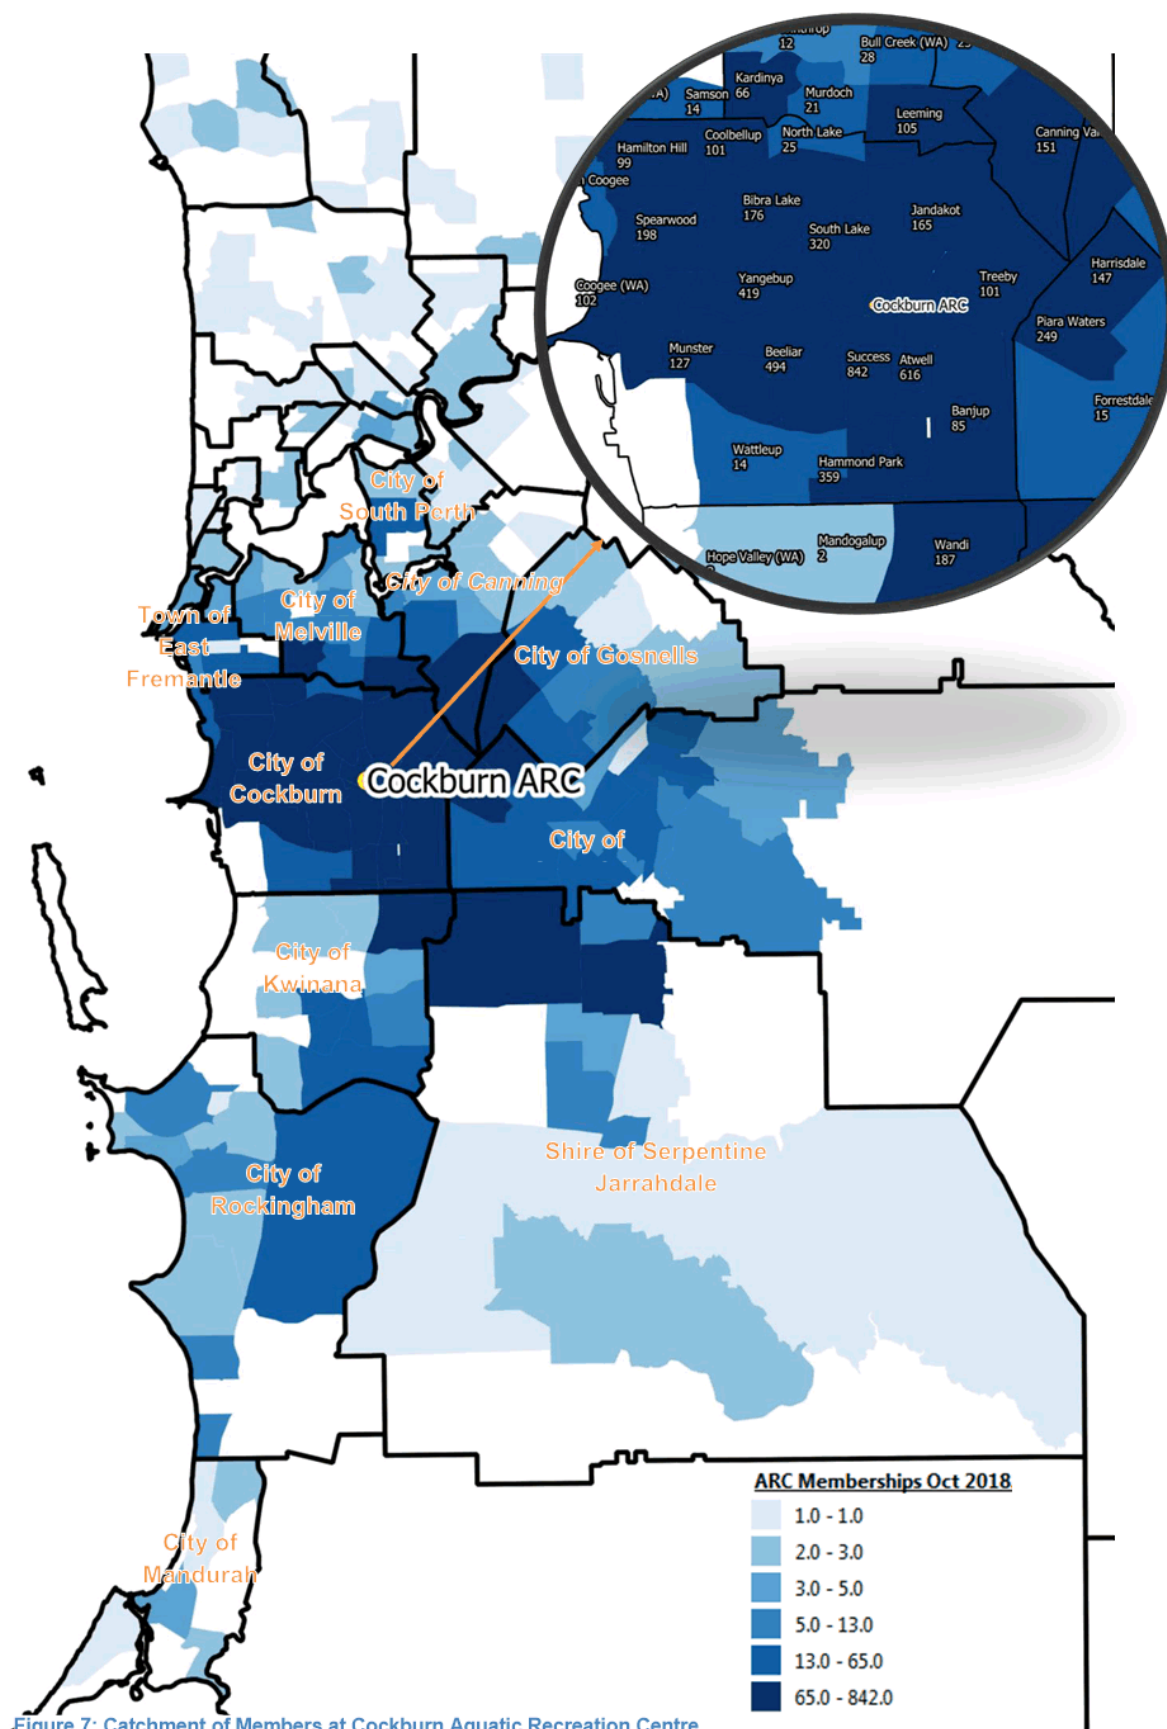 12
Bull Creek (WA)
28
Kardinya
66
Samson
14
Murdoch
21
Leeming
105
Canning Va
151
Coolbellup
101
North Lake
25
Hamilton Hill
99
Coogee
Bibra Lake
176
Jandakot
165
Spearwood
198
South Lake
320
Harrisdale
147
Yangebup
419
Treeby
101
Coogee (WA)
102
Cockburn ARC
Piara Waters
249
Munster
127
Beeliar
494
Success
842
Atwell
616
Banjup
85
Forrestdale
15
Wattleup
14
Hammond Park
359
Mandogalup
2
Wandi
187
Hope Valley (WA)
City of
South Perth
City of Canning
City of
Melville
Town of
East
Fremantle
City of Gosnells
City of
Cockburn
Cockburn ARC
City of
City of
Kwinana
Shire of Serpentine
Jarrahdale
City of
Rockingham
City of
Mandurah
ARC Memberships Oct 2018
1.0 - 1.0
2.0 - 3.0
3.0 - 5.0
5.0 - 13.0
13.0 - 65.0
65.0 - 842.0
Figure 7: Catchment of Members at Cockburn Aquatic Recreation Centre